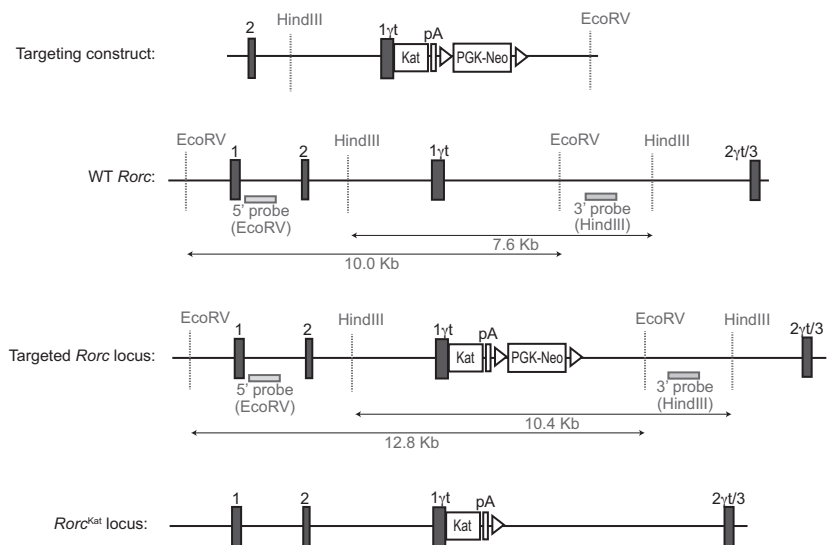 HindIII
EcoRV
2
1γt
pA
Targeting construct:
Kat
PGK-Neo
EcoRV
HindIII
EcoRV
HindIII
1
2
1γt
2γt/3
WT Rorc:
5' probe
(EcoRV)
3' probe
(HindIII)
7.6 Kb
10.0 Kb
EcoRV
HindIII
EcoRV
HindIII
1
2
1γt
pA
2γt/3
Targeted Rorc locus:
Kat
PGK-Neo
5' probe
(EcoRV)
3' probe
(HindIII)
10.4 Kb
12.8 Kb
1
2
1γt
pA
2γt/3
RorcKat locus:
Kat